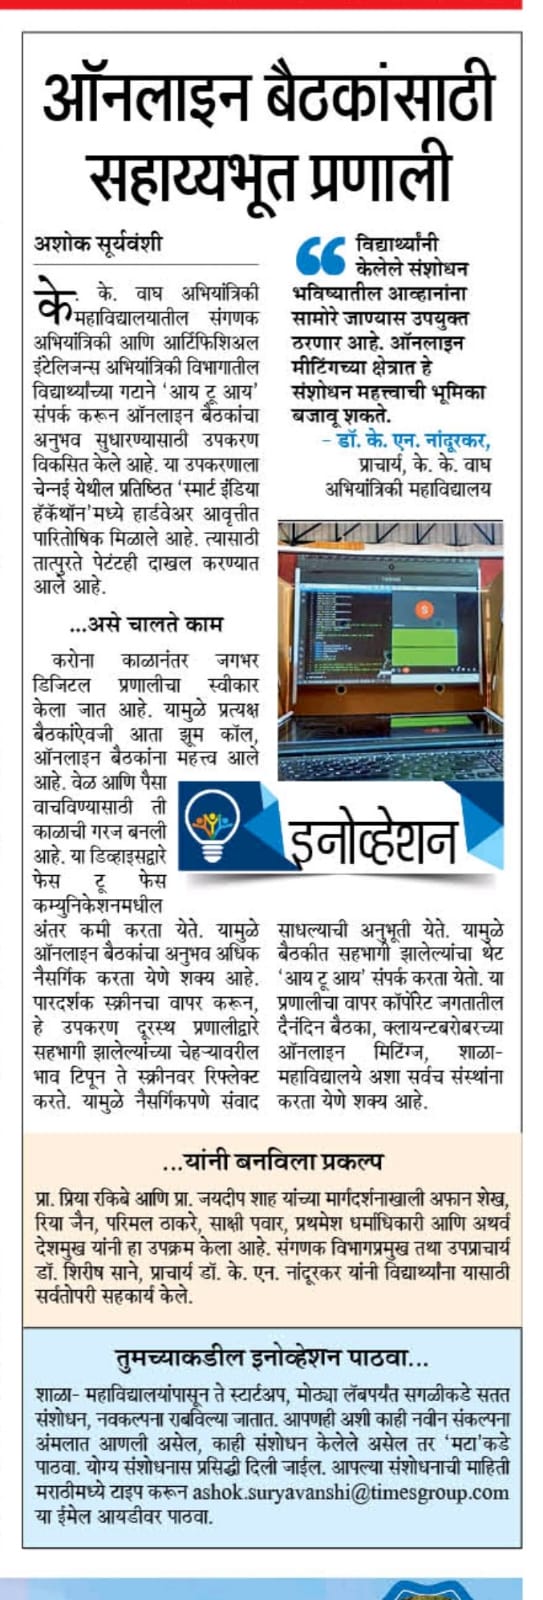 ऑनलाइन बैठकांसाठी
सहाय्यभूत प्रणाली
अशोक सूर्यवंशी
के. के. वाघ अभियांत्रिकी
महाविद्यालयातील संगणक
अभियांत्रिकी आणि आर्टिफिशिअल
इंटेलिजन्स अभियांत्रिकी विभागातील
विद्यार्थ्यांच्या गटाने ‘आय टू आय’
संपर्क करून ऑनलाइन बैठकांचा
अनुभव सुधारण्यासाठी उपकरण
विकसित केले आहे. या उपकरणाला
चेन्नई येथील प्रतिष्ठित ‘स्मार्ट इंडिया
हॅकॅथॉन’मध्ये हार्डवेअर आवृत्तीत
पारितोषिक मिळाले आहे. त्यासाठी
तात्पुरते पेटंटही दाखल करण्यात
आले आहे.
...असे चालते काम
करोना काळानंतर जगभर
डिजिटल प्रणालीचा स्वीकार
केला जात आहे. यामुळे प्रत्यक्ष
बैठकांऐवजी आता झूम कॉल,
ऑनलाइन बैठकांना महत्त्व आले
आहे. वेळ आणि पैसा
वाचविण्यासाठी ती
काळाची गरज बनली
आहे. या डिव्हाइसद्वारे
फेस टू फेस
कम्युनिकेशनमधील
अंतर कमी करता येते. यामुळे
ऑनलाइन बैठकांचा अनुभव अधिक
नैसर्गिक करता येणे शक्य आहे.
पारदर्शक स्क्रीनचा वापर करून,
हे उपकरण दूरस्थ प्रणालीद्वारे
सहभागी झालेल्यांच्या चेहऱ्यावरील
भाव टिपून ते स्क्रीनवर रिफ्लेक्ट
करते. यामुळे नैसर्गिकपणे संवाद
विद्यार्थ्यांनी
केलेले संशोधन
भविष्यातील आव्हानांना
सामोरे जाण्यास उपयुक्त
ठरणार आहे. ऑनलाइन
मीटिंगच्या क्षेत्रात हे
संशोधन महत्त्वाची भूमिका
बजावू शकते.
- डॉ. के. एन. नांदूरकर,
प्राचार्य, के. के. वाघ
अभियांत्रिकी महाविद्यालय
S
इनोव्हेशन
साधल्याची अनुभूती येते. यामुळे
बैठकीत सहभागी झालेल्यांचा थेट
‘आय टू आय’ संपर्क करता येतो. या
प्रणालीचा वापर कॉर्पोरेट जगतातील
दैनंदिन बैठका, क्लायन्टबरोबरच्या
ऑनलाइन मिटिंग्ज, शाळा-
महाविद्यालये अशा सर्वच संस्थांना
करता येणे शक्य आहे.
...यांनी बनविला प्रकल्प
प्रा. प्रिया रकिबे आणि प्रा. जयदीप शाह यांच्या मार्गदर्शनाखाली अफान शेख,
रिया जैन, परिमल ठाकरे, साक्षी पवार, प्रथमेश धर्माधिकारी आणि अथर्व
देशमुख यांनी हा उपक्रम केला आहे. संगणक विभागप्रमुख तथा उपप्राचार्य
डॉ. शिरीष साने, प्राचार्य डॉ. के. एन. नांदूरकर यांनी विद्यार्थ्यांना यासाठी
सर्वतोपरी सहकार्य केले.
तुमच्याकडील इनोव्हेशन पाठवा...
शाळा- महाविद्यालयांपासून ते स्टार्टअप, मोठ्या लॅबपर्यंत सगळीकडे सतत
संशोधन, नवकल्पना राबविल्या जातात. आपणही अशी काही नवीन संकल्पना
अंमलात आणली असेल, काही संशोधन केलेले असेल तर ‘मटा’कडे
पाठवा. योग्य संशोधनास प्रसिद्धी दिली जाईल. आपल्या संशोधनाची माहिती
मराठीमध्ये टाइप करून ashok.suryavanshi@timesgroup.com
या ईमेल आयडीवर पाठवा.